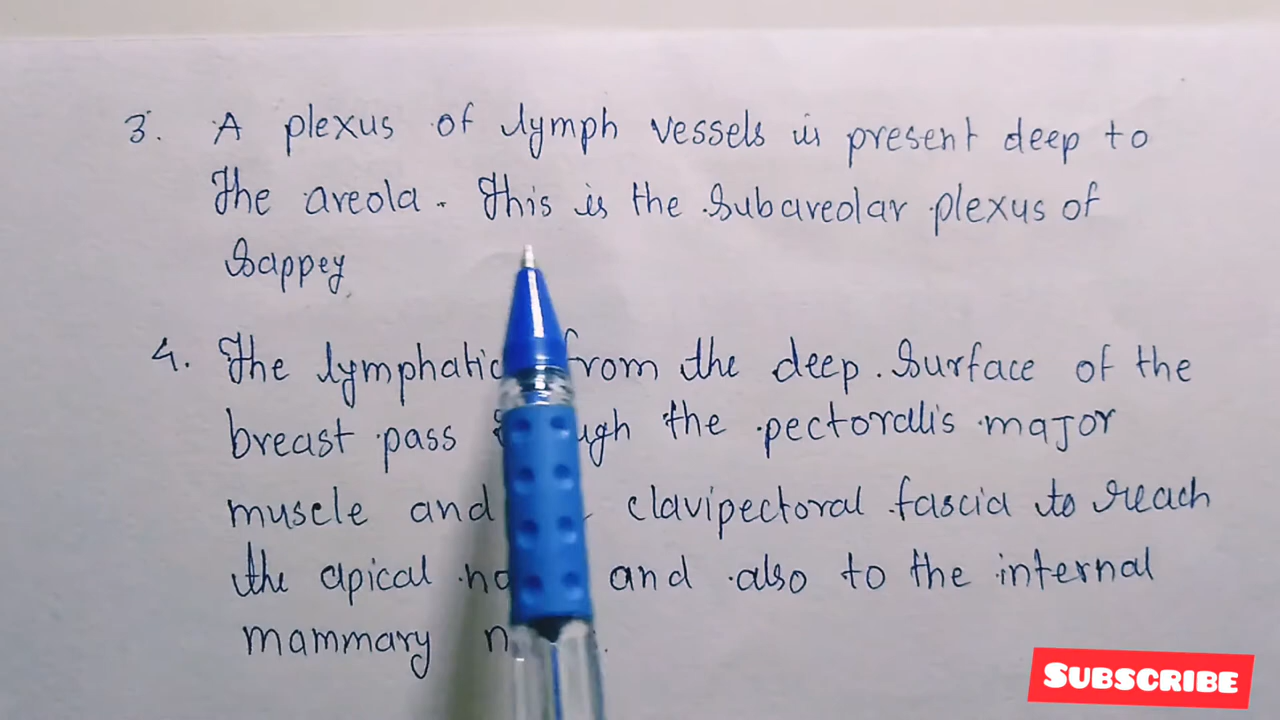 3. A plexus of lymph vessels is present deep to
the areola. This is the Subareolar plexus of
Sappey
4. The lymphatic from the deep surface of the
breast pass the pectoralis major
muscle and clavipectoral fascia to reach
the apical and also to the internal
mammary
SUBSCRIBE